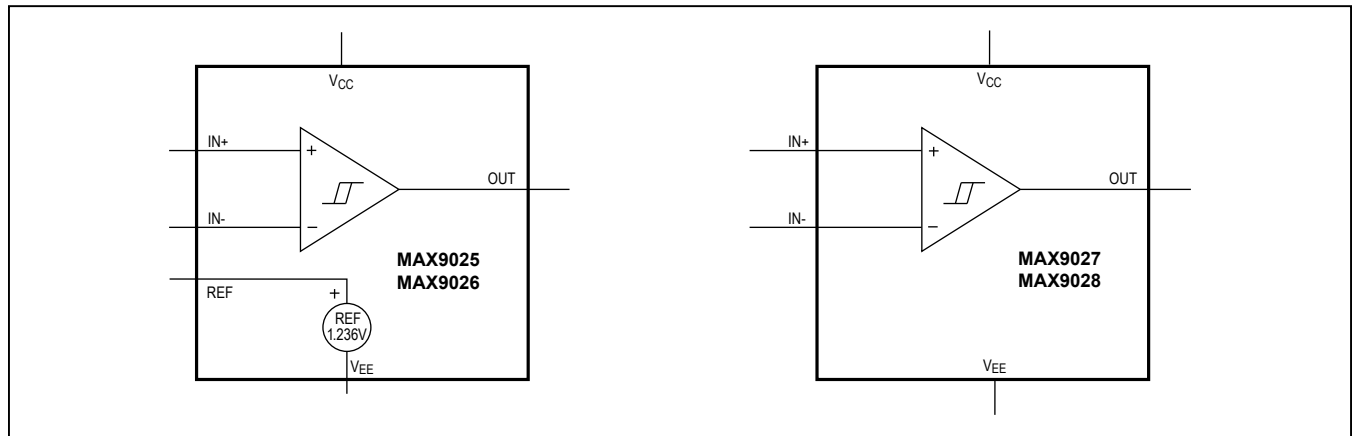 VCC
IN+
+
OUT
IN-
−
MAX9025
MAX9026
REF
+
REF
1.236V
VEE
VCC
IN+
+
OUT
IN-
−
MAX9027
MAX9028
VEE